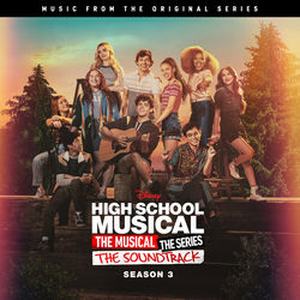 MUSIC FROM THE ORIGINAL SERIES
Disney
HIGH SCHOOL
MUSICAL
THE MUSICAL THE SERIES
THE SOUNDTRACK
SEASON 3